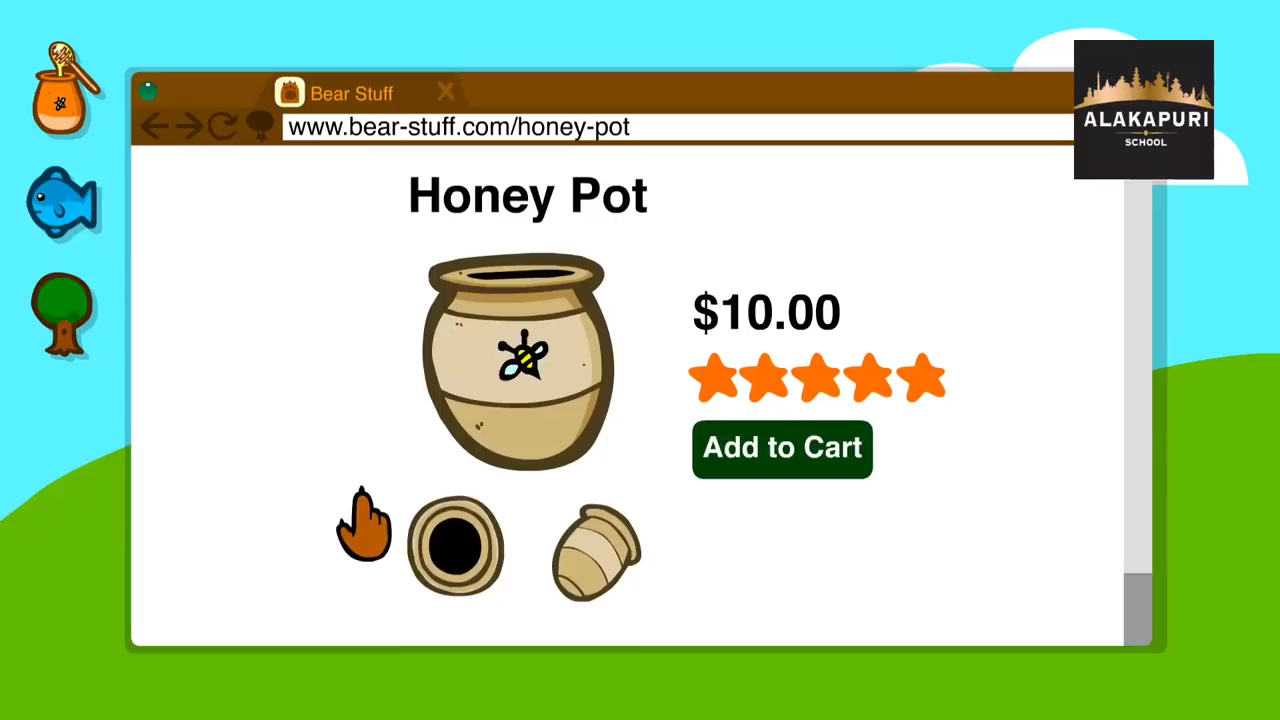 Bear Stuff
www.bear-stuff.com/honey-pot
ALAKAPURI
SCHOOL
Honey Pot
$10.00
Add to Cart